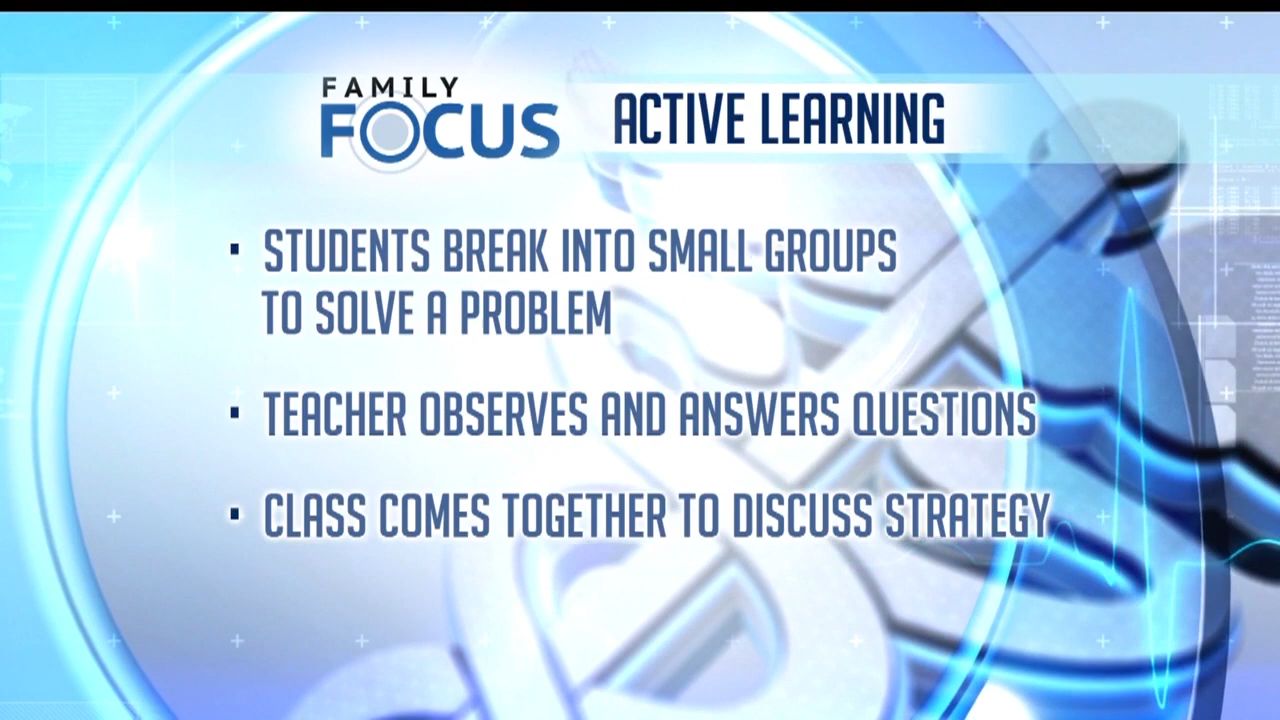 FAMILY
FOCUS
ACTIVE LEARNING
· STUDENTS BREAK INTO SMALL GROUPS
TO SOLVE A PROBLEM
· TEACHER OBSERVES AND ANSWERS QUESTIONS
· CLASS COMES TOGETHER TO DISCUSS STRATEGY